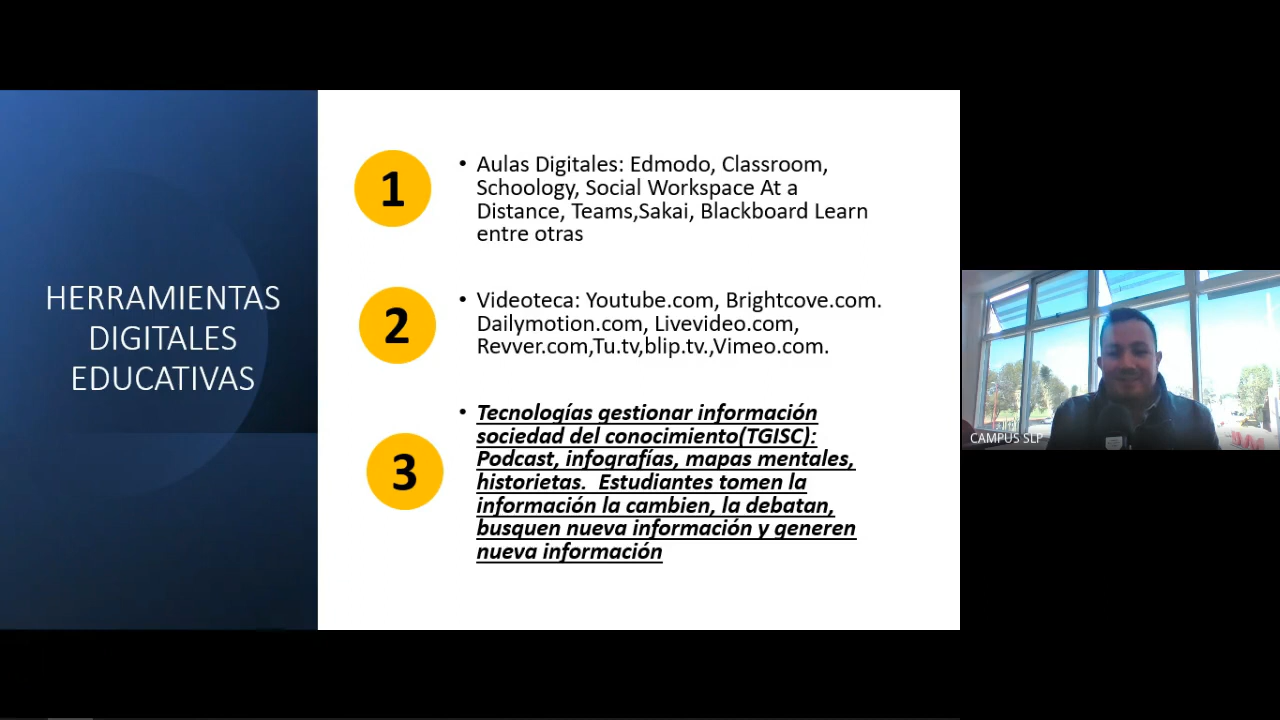 HERRAMIENTAS
DIGITALES
EDUCATIVAS
1
• Aulas Digitales: Edmodo, Classroom,
Schoology, Social Workspace At a
Distance, Teams,Sakai, Blackboard Learn
entre otras
2
• Videoteca: Youtube.com, Brightcove.com.
Dailymotion.com, Livevideo.com,
Revver.com,Tu.tv,blip.tv.,Vimeo.com.
3
• Tecnologías gestionar información
sociedad del conocimiento(TGISC):
Podcast, infografías, mapas mentales,
historietas.  Estudiantes tomen la
información la cambien, la debatan,
busquen nueva información y generen
nueva información
CAMPUS SLP